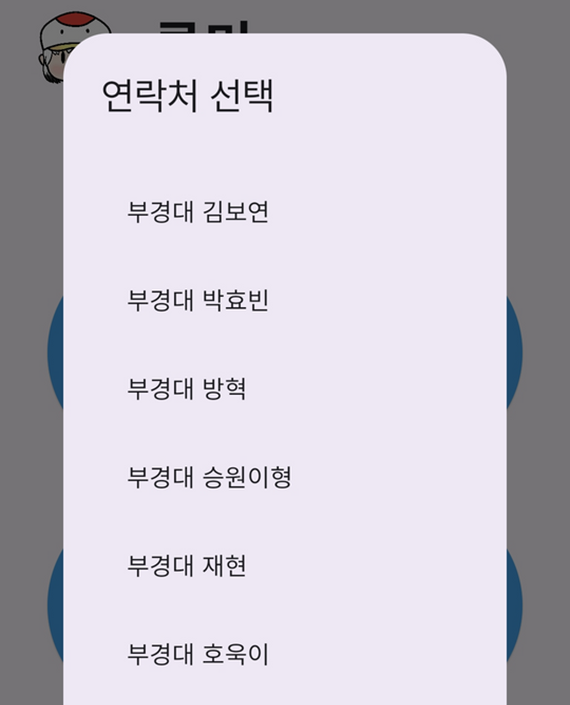 연락처 선택
부경대 김보연
부경대 박효빈
부경대 방혁
부경대 승원이형
부경대 재현
부경대 호욱이